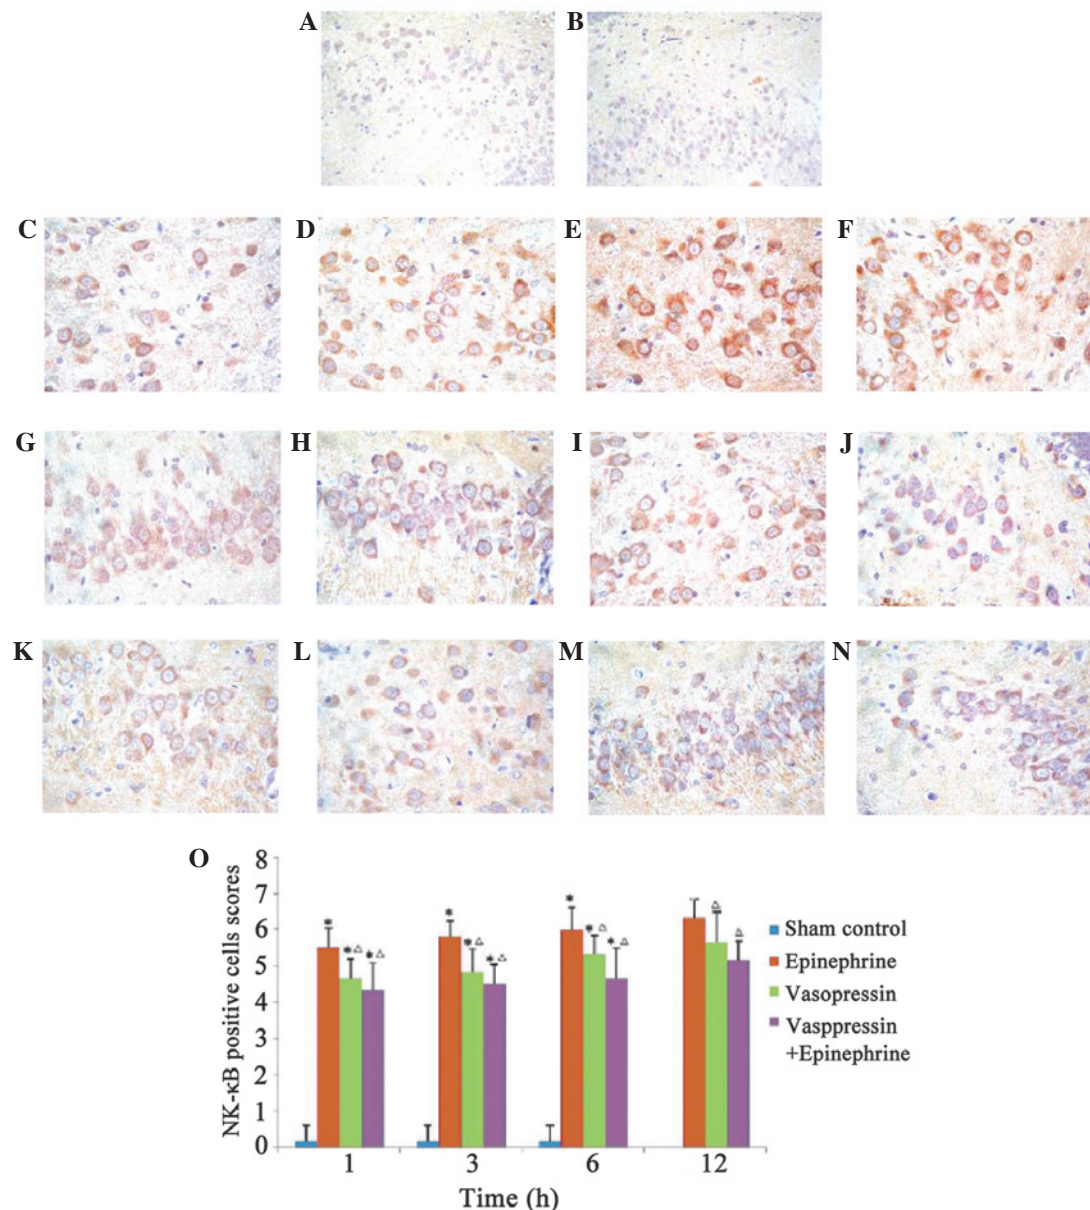 A B
C D E F
G H I J
K L M N
O
NK-κB positive cells scores
8
7
6
5
4
3
2
1
0
* *△ *△ * *△ *△ * *△ *△ △ △
1 3 6 12
Time (h)
Sham control
Epinephrine
Vasopressin
Vasppressin
+Epinephrine